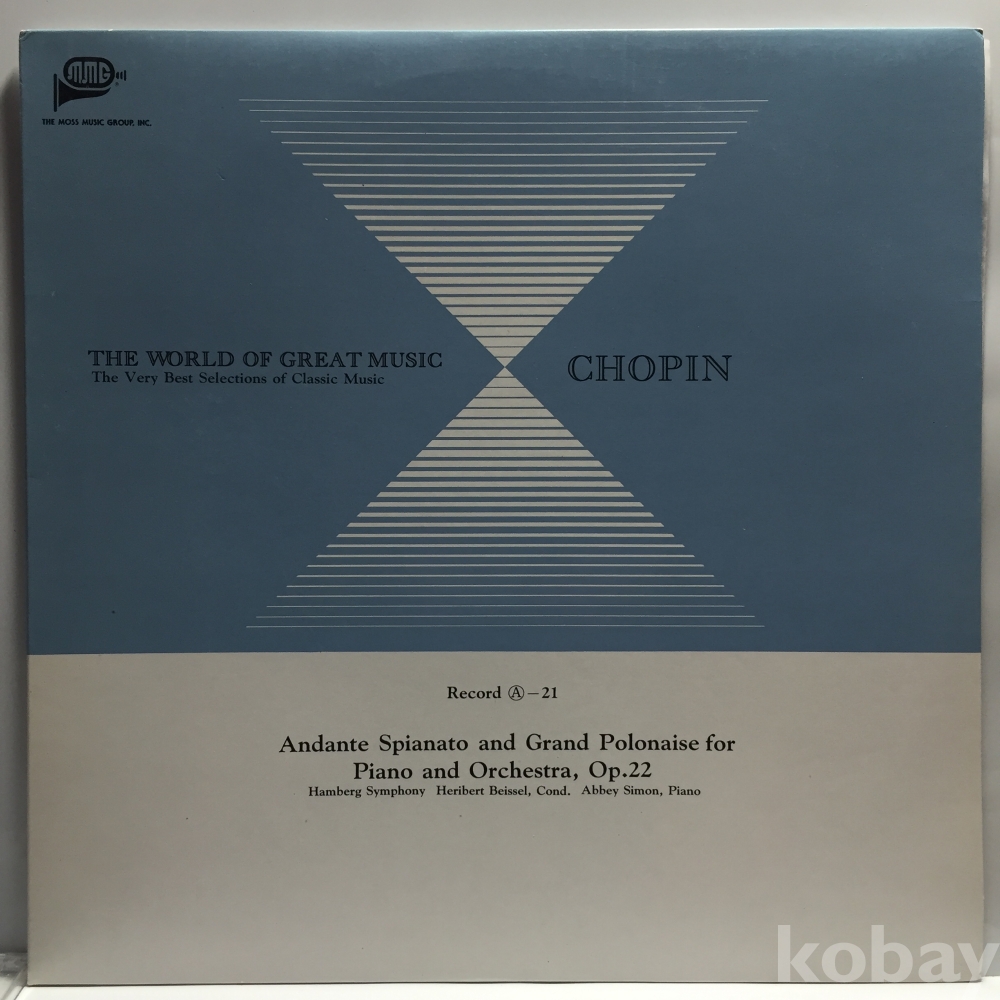 MMG
THE MOSS MUSIC GROUP, INC.
THE WORLD OF GREAT MUSIC
The Very Best Selections of Classic Music
CHOPIN
Record Ⓐ-21
Andante Spianato and Grand Polonaise for
Piano and Orchestra, Op.22
Hamberg Symphony Heribert Beissel, Cond. Abbey Simon, Piano
kobay